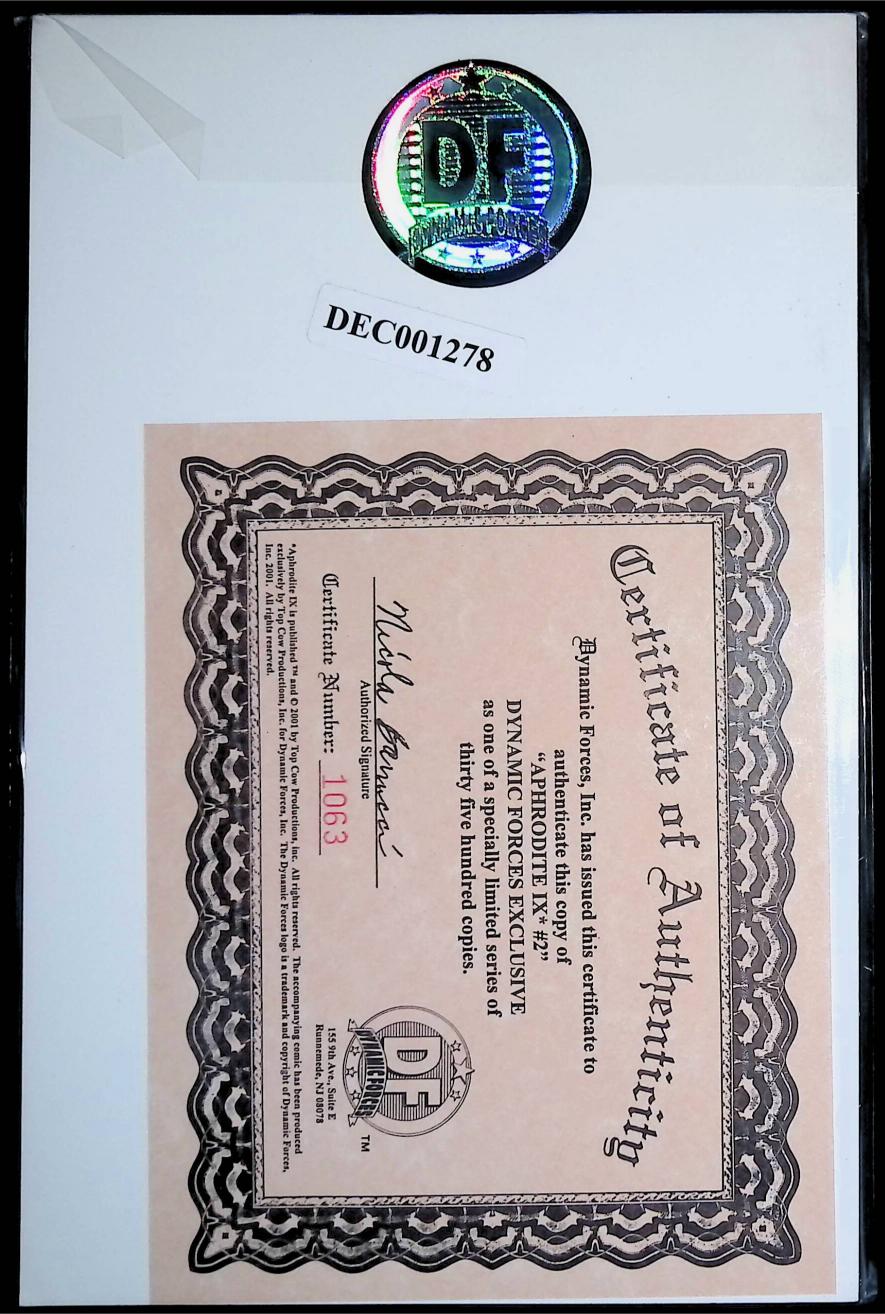 DF
DYNAMIC FORCES
DEC001278
Certificate of Authenticity
Dynamic Forces, Inc. has issued this certificate to
authenticate this copy of
“APHRODITE IX* #2”
DYNAMIC FORCES EXCLUSIVE
as one of a specially limited series of
thirty five hundred copies.
Nicola Barrucci
Authorized Signature
Certificate Number: 1063
DF
DYNAMIC FORCES
TM
155 9th Ave., Suite E
Runnemede, NJ 08078
*Aphrodite IX is published ™ and © 2001 by Top Cow Productions, Inc. All rights reserved. The accompanying comic has been produced
exclusively by Top Cow Productions, Inc. for Dynamic Forces, Inc. The Dynamic Forces logo is a trademark and copyright of Dynamic Forces,
Inc. 2001. All rights reserved.